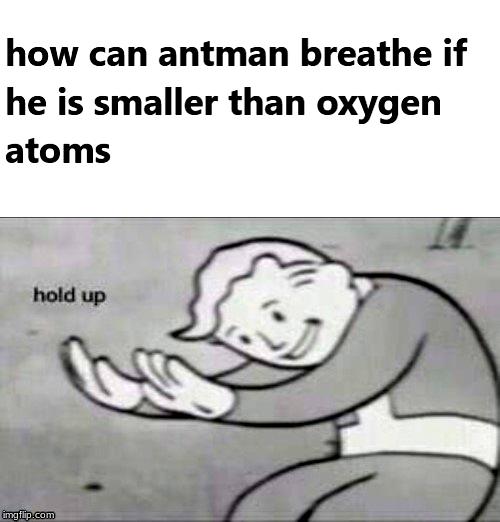 how can antman breathe if
he is smaller than oxygen
atoms
hold up
imgflip.com